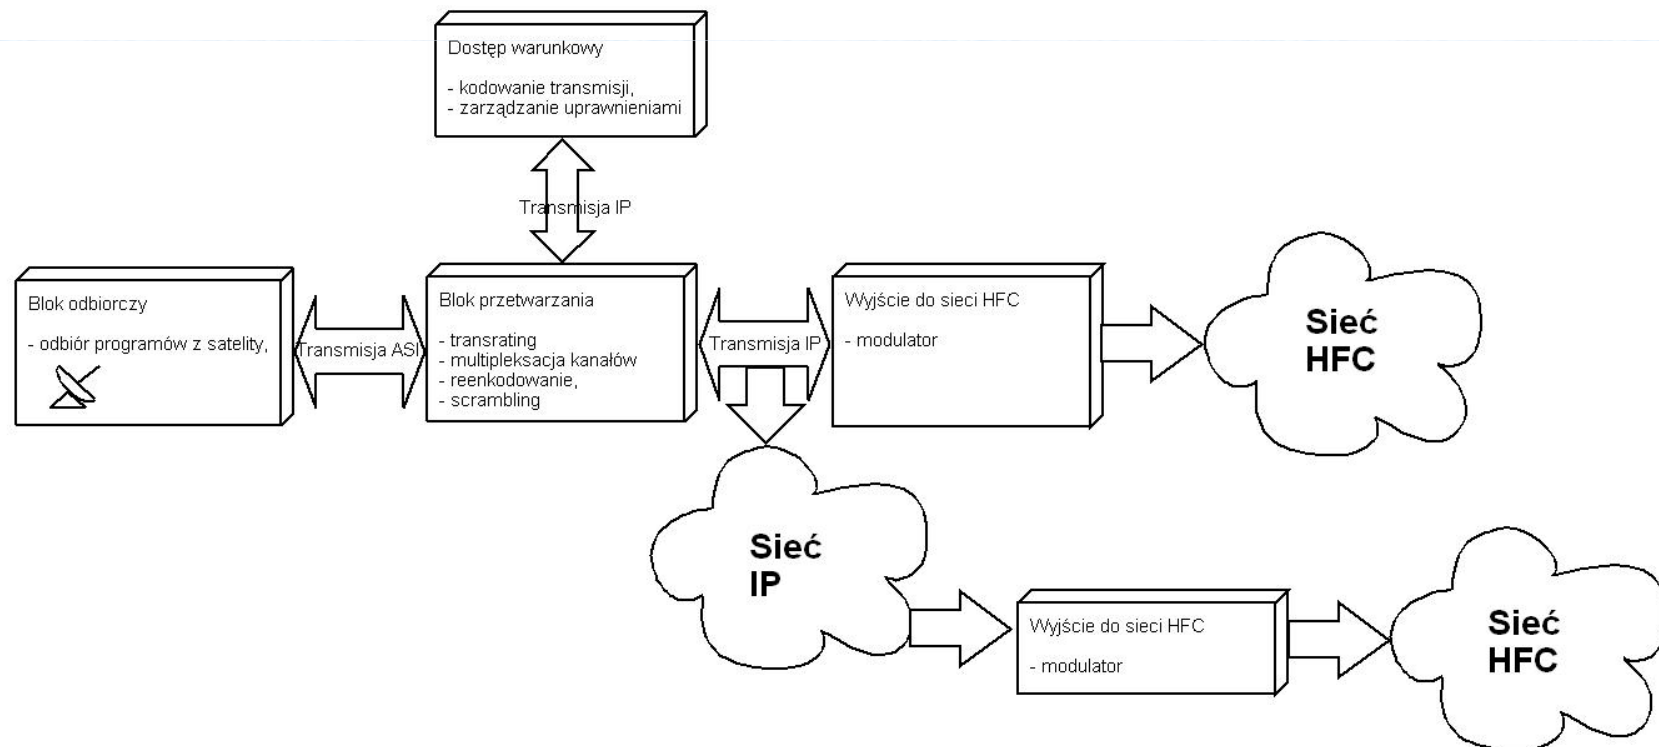 Dostęp warunkowy
- kodowanie transmisji,
- zarządzanie uprawnieniami
Transmisja IP
Blok odbiorczy
- odbiór programów z satelity,
Transmisja ASI
Blok przetwarzania
- transrating
- multipleksacja kanałów
- reenkodowanie,
- scrambling
Transmisja IP
Wyjście do sieci HFC
- modulator
Sieć
HFC
Sieć
IP
Wyjście do sieci HFC
- modulator
Sieć
HFC